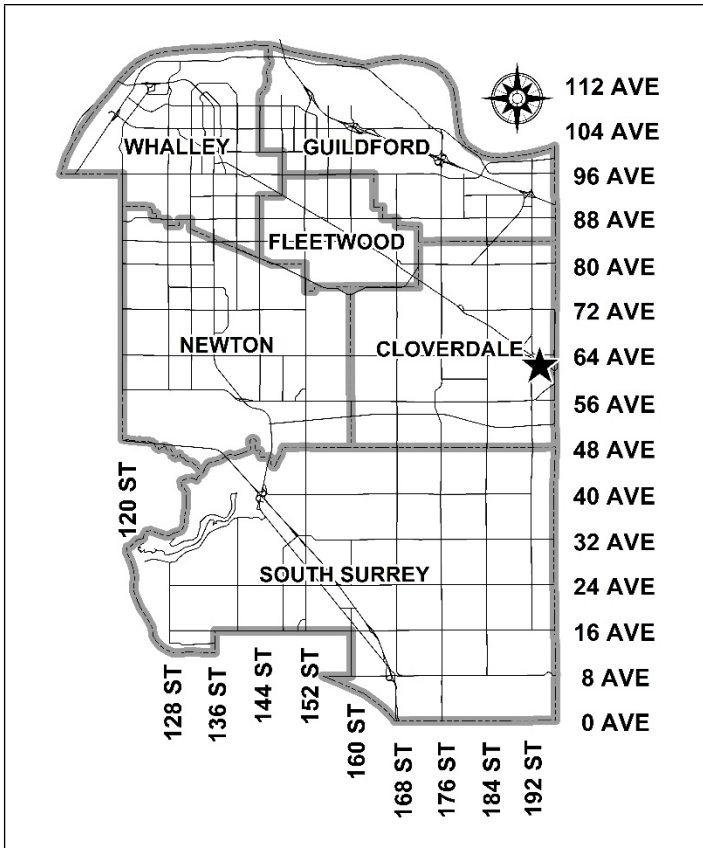 112 AVE
104 AVE
WHALLEY
GUILDFORD
96 AVE
88 AVE
FLEETWOOD
80 AVE
72 AVE
NEWTON
CLOVERDALE
64 AVE
56 AVE
48 AVE
120 ST
40 AVE
32 AVE
SOUTH SURREY
24 AVE
16 AVE
8 AVE
0 AVE
128 ST
136 ST
144 ST
152 ST
160 ST
168 ST
176 ST
184 ST
192 ST